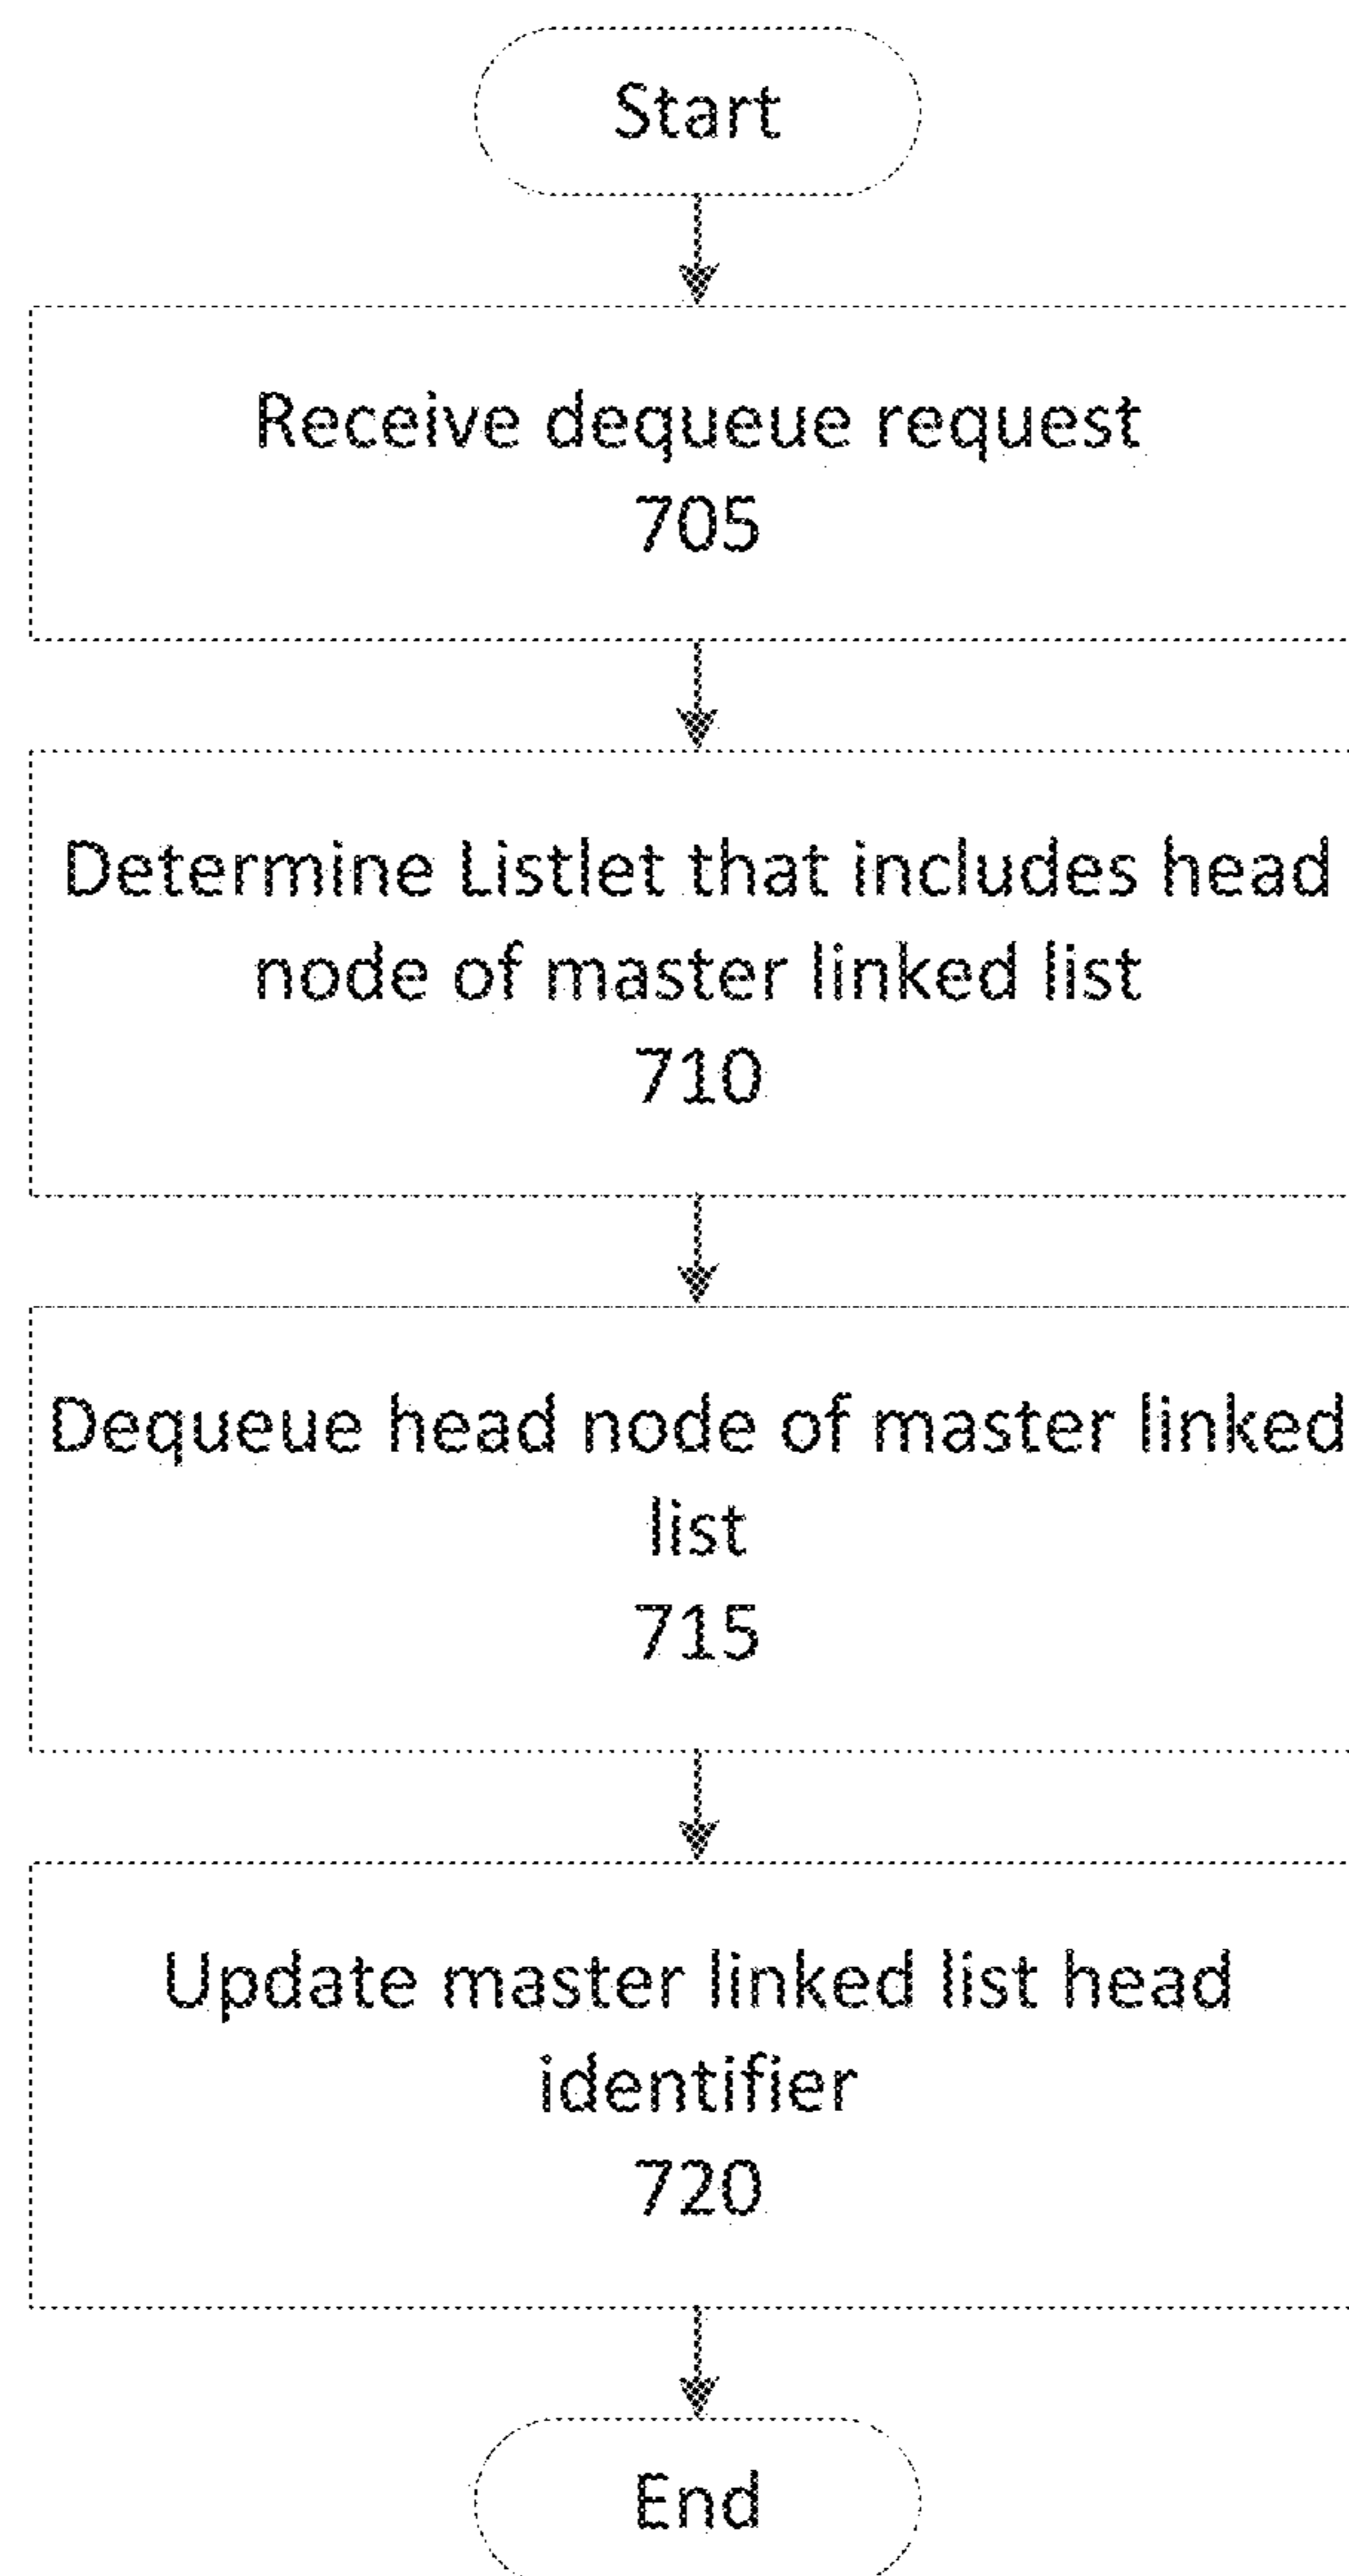 Start
Receive dequeue request
705
Determine Listlet that includes head
node of master linked list
710
Dequeue head node of master linked
list
715
Update master linked list head
identifier
720
End